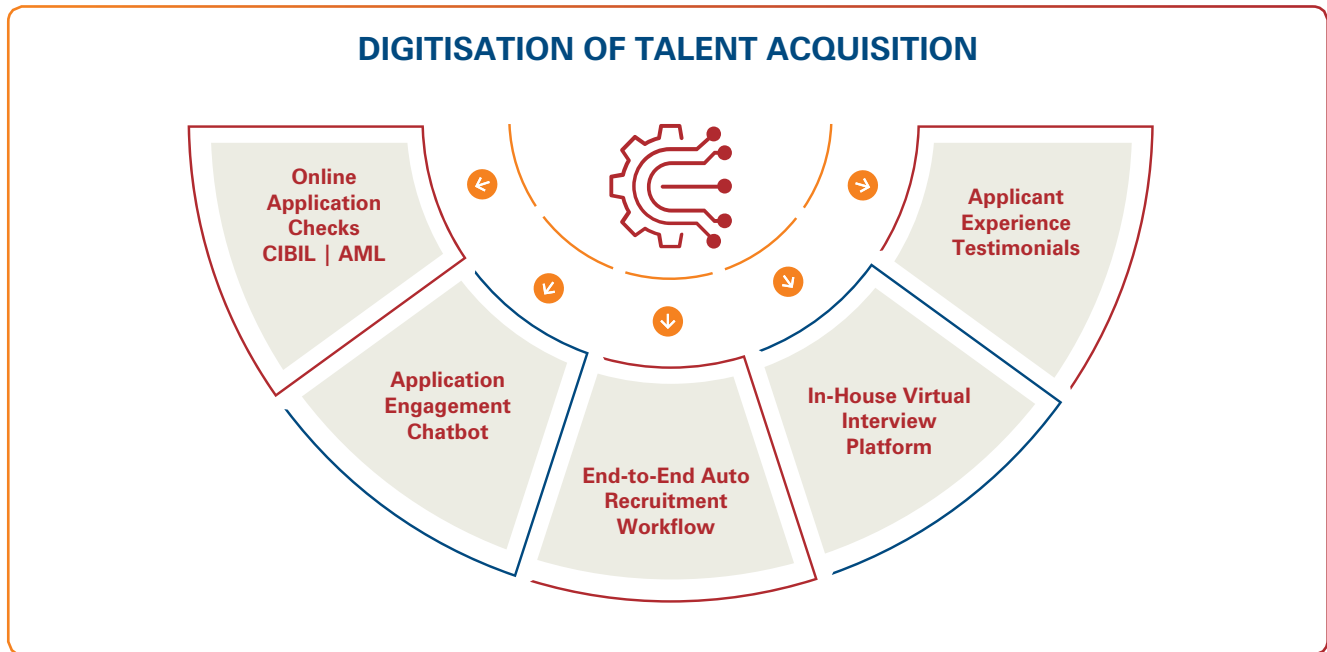 DIGITISATION OF TALENT ACQUISITION
Online
Application
Checks
CIBIL | AML
Application
Engagement
Chatbot
End-to-End Auto
Recruitment
Workflow
In-House Virtual
Interview
Platform
Applicant
Experience
Testimonials